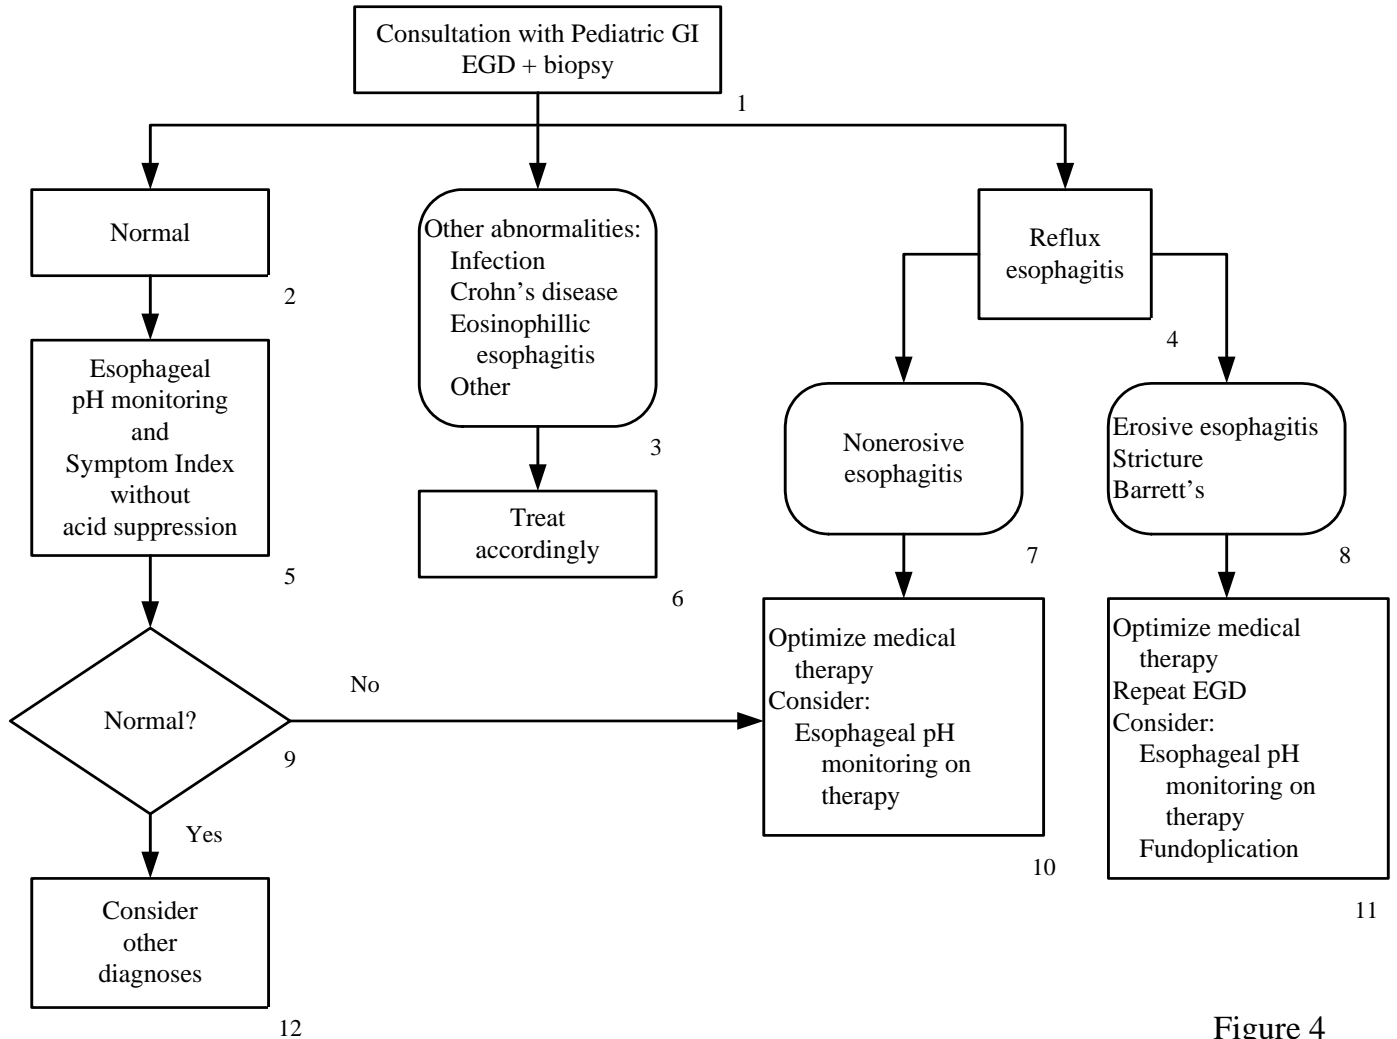 Consultation with Pediatric GI
EGD + biopsy
1
Normal
2
Other abnormalities:
Infection
Crohn’s disease
Eosinophillic
esophagitis
Other
3
Reflux
esophagitis
4
Esophageal
pH monitoring
and
Symptom Index
without
acid suppression
5
Treat
accordingly
6
Nonerosive
esophagitis
7
Erosive esophagitis
Stricture
Barrett’s
8
Normal?
9
No
Yes
Optimize medical
therapy
Consider:
Esophageal pH
monitoring on
therapy
10
Optimize medical
therapy
Repeat EGD
Consider:
Esophageal pH
monitoring on
therapy
Fundoplication
11
Consider
other
diagnoses
12
Figure 4